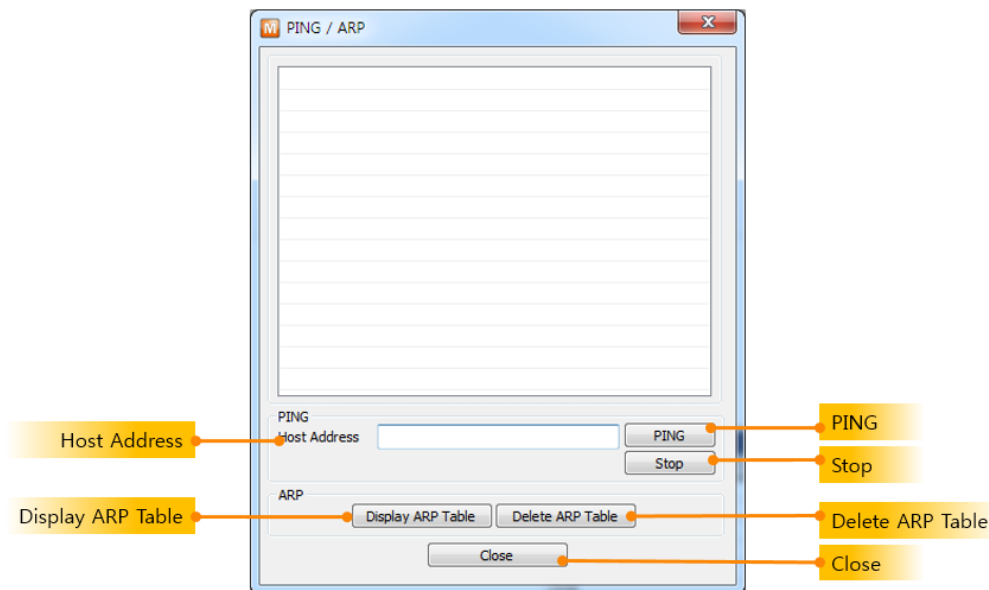 M PING / ARP
x
PING
Host Address
PING
Stop
ARP
Display ARP Table
Delete ARP Table
Close
Host Address
Display ARP Table
PING
Stop
Delete ARP Table
Close